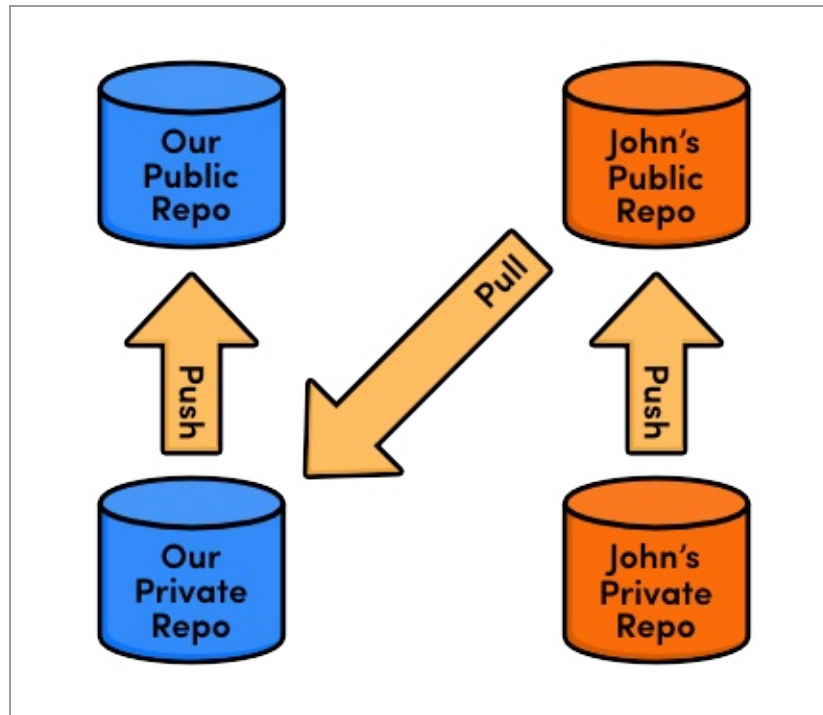 Our
Public
Repo
John's
Public
Repo
Pull
Push
Push
Our
Private
Repo
John's
Private
Repo